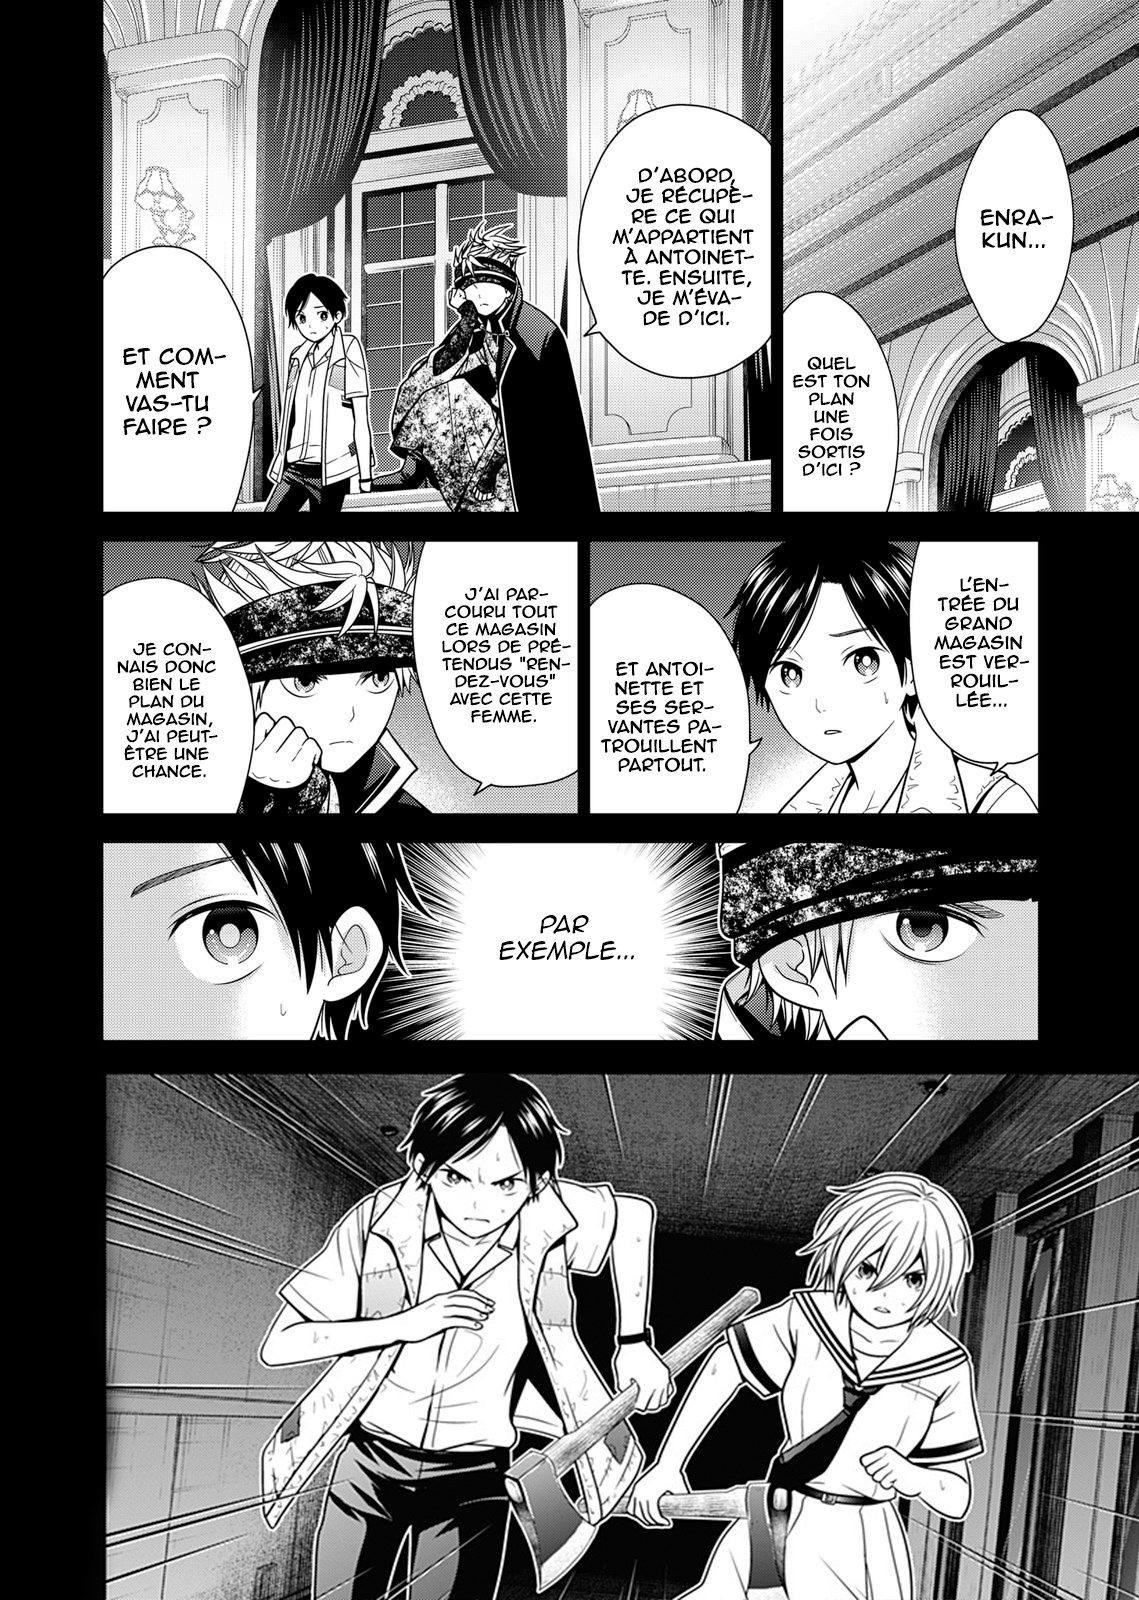 ENRA-
KUN...
QUEL
EST TON
PLAN
UNE
FOIS
SORTIS
D'ICI ?
D'ABORD,
JE RÉCUPÈ-
RE CE QUI
M'APPARTIENT
À ANTOINET-
TE. ENSUITE,
JE M'ÉVA-
DE D'ICI.
ET COM-
MENT
VAS-TU
FAIRE ?
L'EN-
TRÉE DU
GRAND
MAGASIN
EST VER-
ROUIL-
LÉE...
ET ANTOI-
NETTE ET
SES SER-
VANTES PA-
TROUILLENT
PARTOUT.
J'AI PAR-
COURU TOUT
CE MAGASIN
LORS DE PRÉ-
TENDUS "REN-
DEZ-VOUS"
AVEC CETTE
FEMME.
JE CON-
NAIS DONC
BIEN LE
PLAN DU
MAGASIN,
J'AI PEUT-
ÊTRE UNE
CHANCE.
PAR
EXEMPLE...